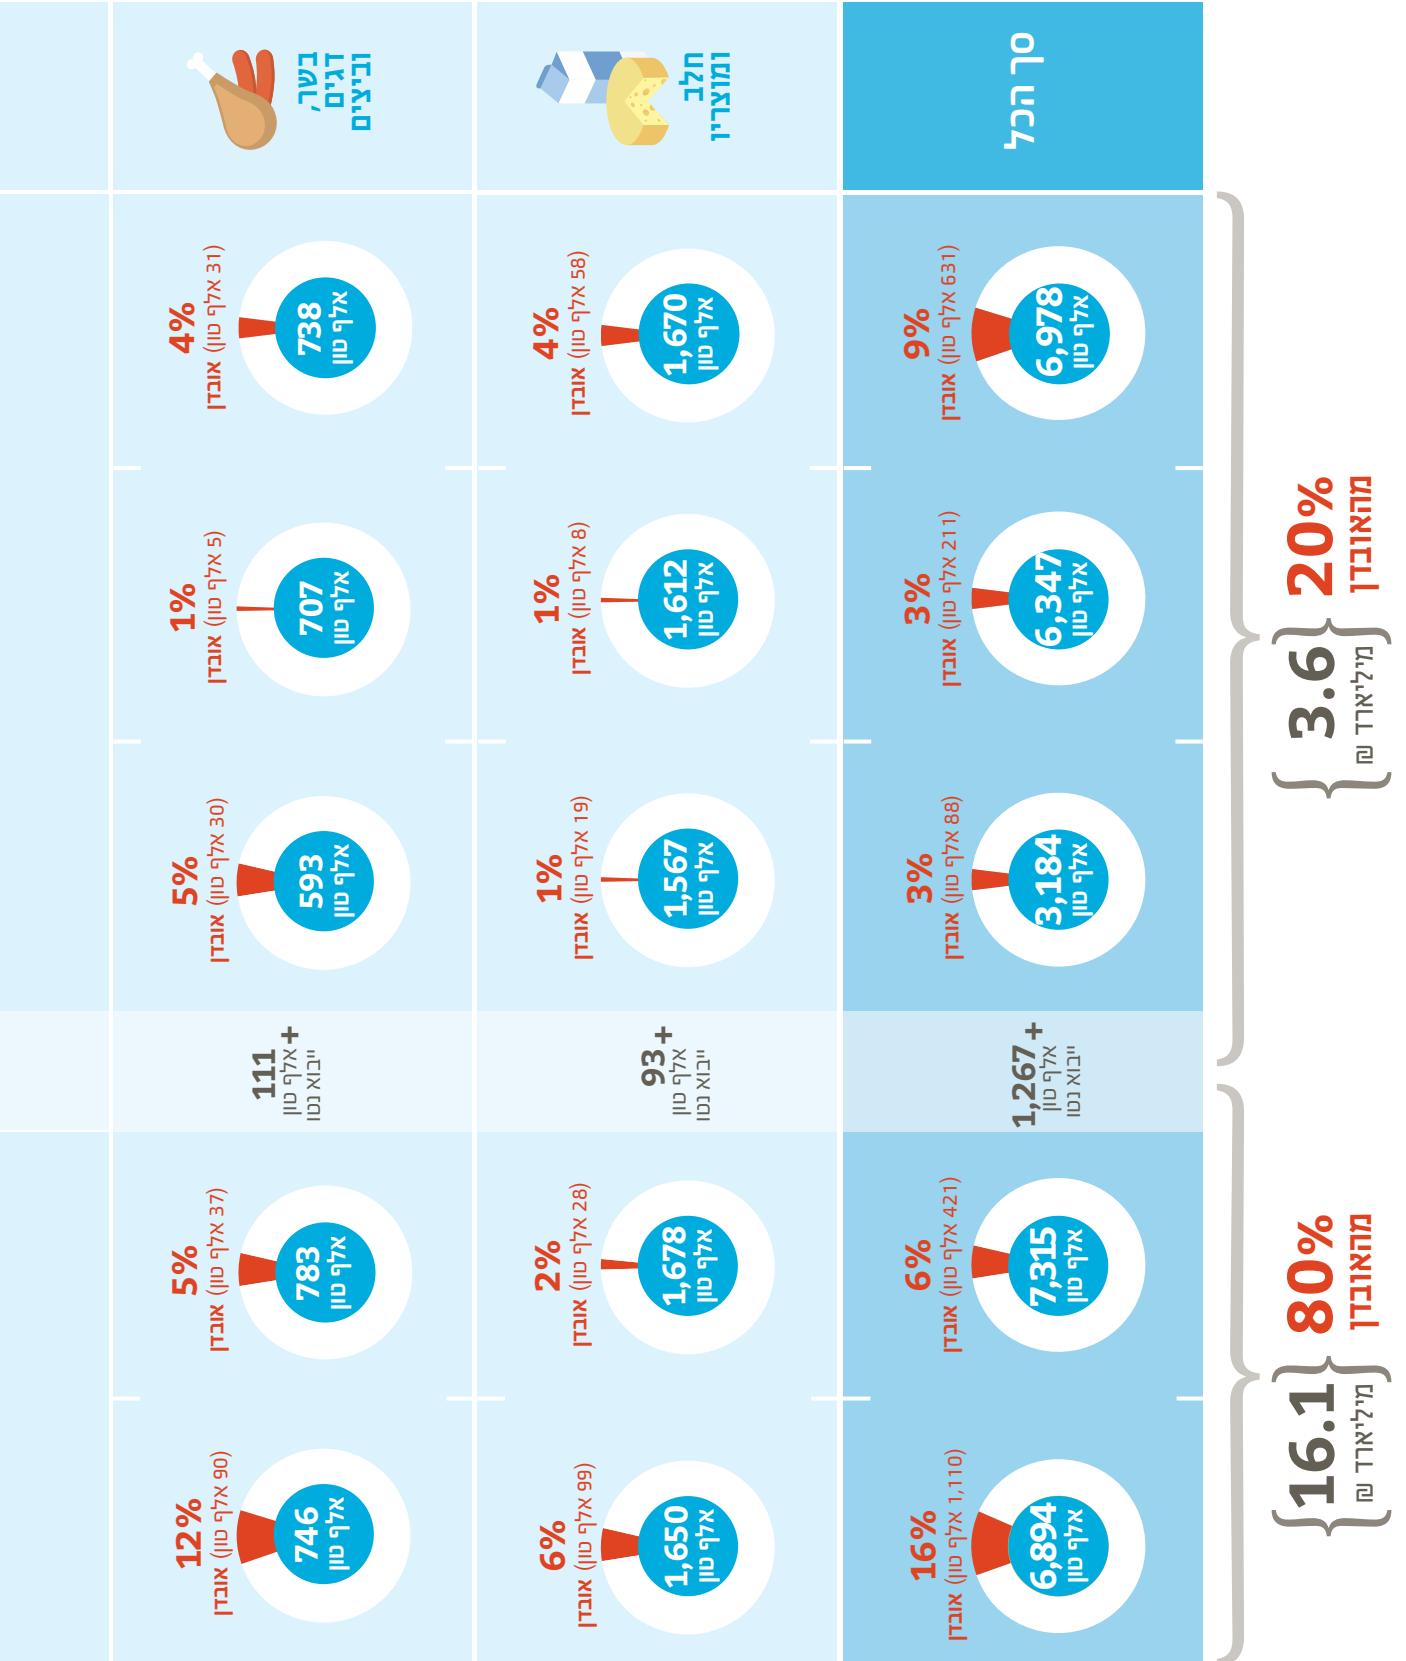 בשר,
דגים
וביצים
4%
אובדן (31 אלף טון)
738
אלף טון
1%
אובדן (5 אלף טון)
707
אלף טון
5%
אובדן (30 אלף טון)
593
אלף טון
111+
אלף טון
ייבוא נטו
5%
אובדן (37 אלף טון)
783
אלף טון
12%
אובדן (90 אלף טון)
746
אלף טון
חלב
ומוצריו
4%
אובדן (58 אלף טון)
1,670
אלף טון
1%
אובדן (8 אלף טון)
1,612
אלף טון
1%
אובדן (19 אלף טון)
1,567
אלף טון
93+
אלף טון
ייבוא נטו
2%
אובדן (28 אלף טון)
1,678
אלף טון
6%
אובדן (99 אלף טון)
1,650
אלף טון
סך הכל
9%
אובדן (631 אלף טון)
6,978
אלף טון
3%
אובדן (211 אלף טון)
6,347
אלף טון
3%
אובדן (88 אלף טון)
3,184
אלף טון
1,267+
אלף טון
ייבוא נטו
6%
אובדן (421 אלף טון)
7,315
אלף טון
16%
אובדן (1,110 אלף טון)
6,894
אלף טון
20%
מהאובדן
3.6
מיליארד ₪
80%
מהאובדן
16.1
מיליארד ₪